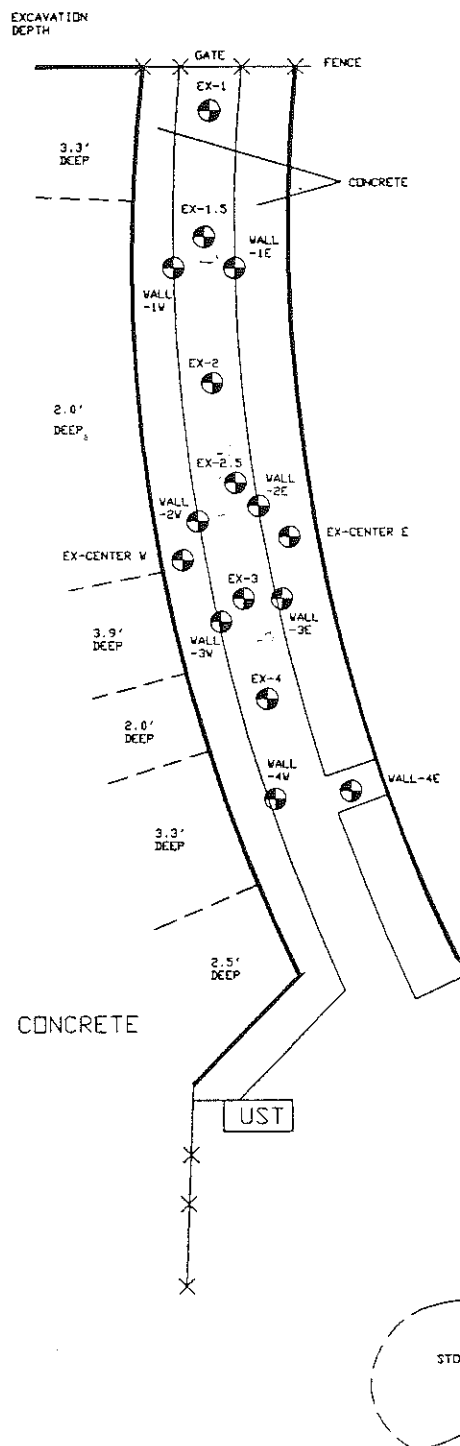 EXCAVATION
DEPTH
GATE
FENCE
EX-1
3.3'
DEEP
CONCRETE
EX-1.5
WALL
-1E
WALL
-1W
EX-2
2.0'
DEEP
EX-2.5
WALL
-2E
WALL
-2W
EX-CENTER E
EX-CENTER W
EX-3
3.9'
DEEP
WALL
-3E
WALL
-3W
EX-4
2.0'
DEEP
WALL
-4W
WALL-4E
3.3'
DEEP
2.5'
DEEP
CONCRETE
UST
STO